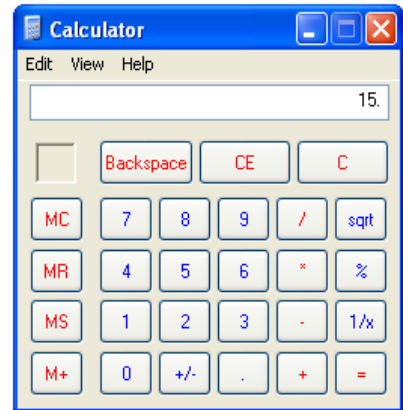 Calculator
Edit View Help
15.
Backspace CE C
MC 7 8 9 / sqrt
MR 4 5 6 * %
MS 1 2 3 - 1/x
M+ 0 +/- . + =